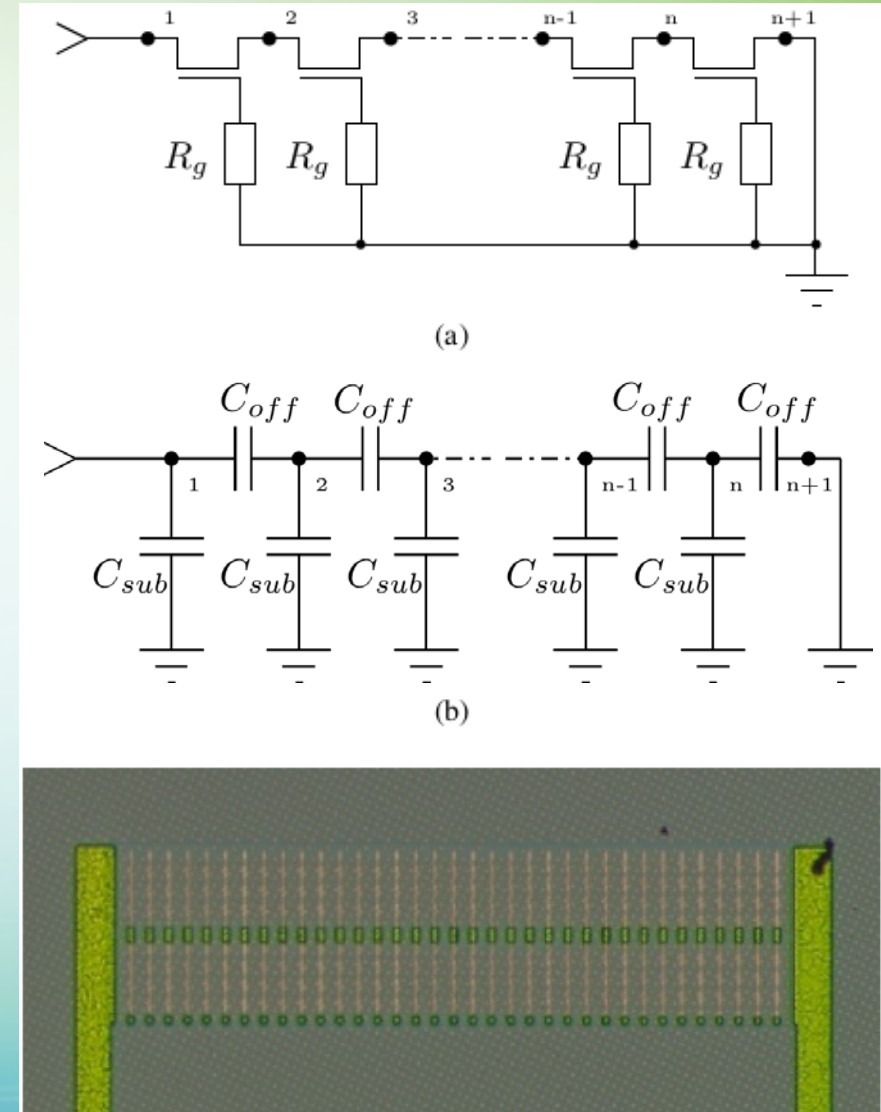 1 2 3 n-1 n n+1
R_g R_g R_g R_g
(a)
C_off C_off C_off C_off
1 2 3 n-1 n n+1
C_sub C_sub C_sub C_sub C_sub
(b)